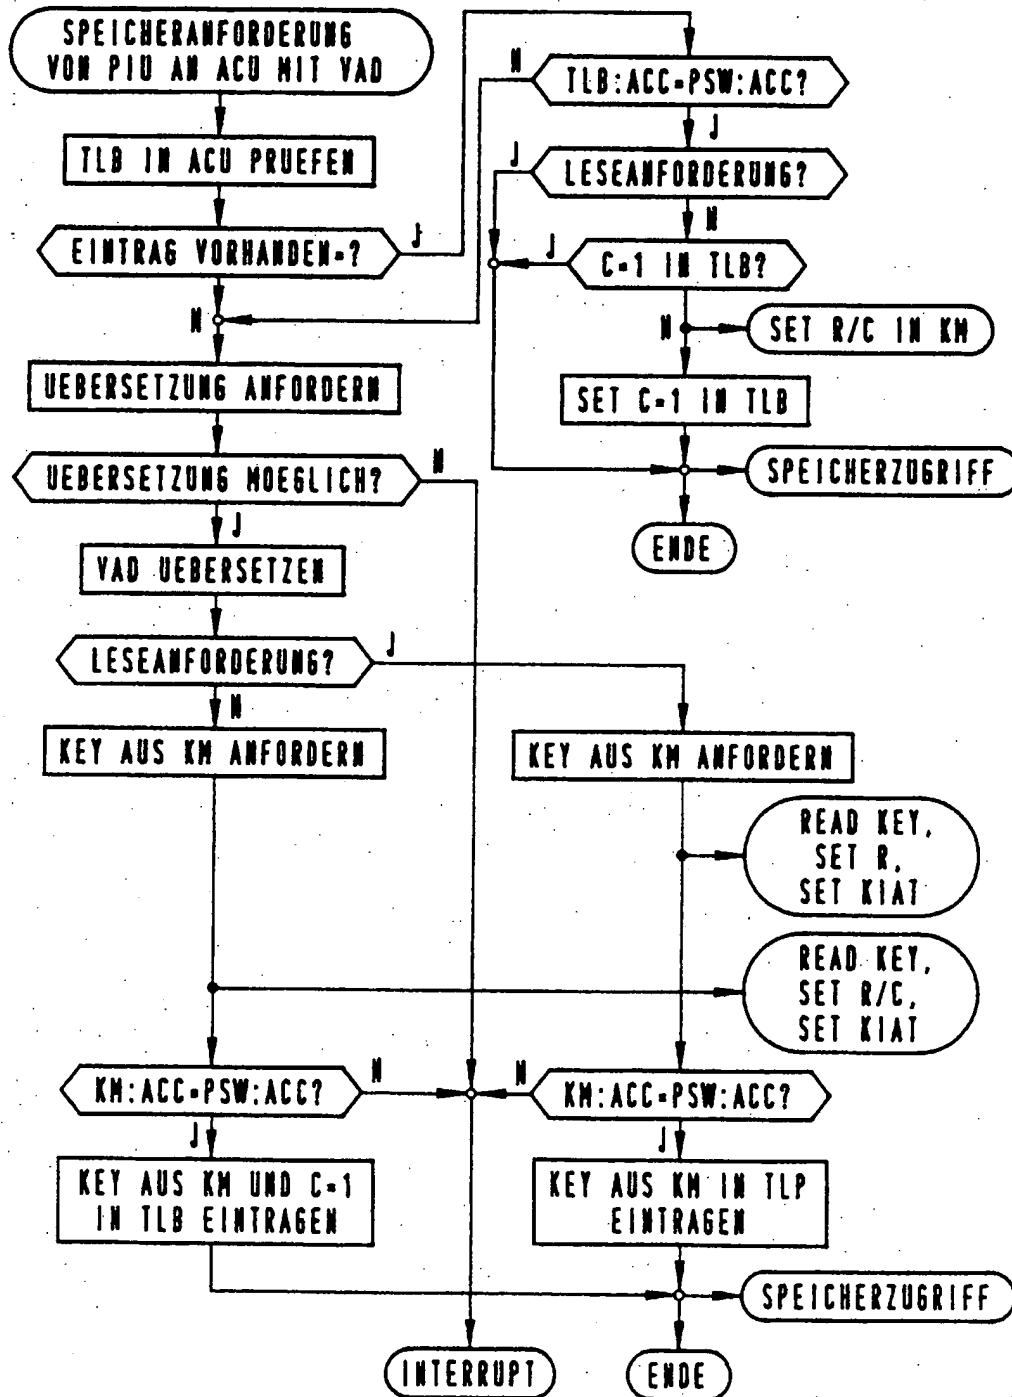 SPEICHERANFORDERUNG
VON PIU AN ACU MIT VAD
TLB IN ACU PRUEFEN
EINTRAG VORHANDEN=?
J
N
UEBERSETZUNG ANFORDERN
UEBERSETZUNG MOEGLICH?
N
J
VAD UEBERSETZEN
LESEANFORDERUNG?
J
N
KEY AUS KM ANFORDERN
KM:ACC=PSW:ACC?
N
J
KEY AUS KM UND C=1
IN TLB EINTRAGEN
INTERRUPT
TLB:ACC=PSW:ACC?
N
J
LESEANFORDERUNG?
J
N
C=1 IN TLB?
J
N
SET R/C IN KM
SET C=1 IN TLB
SPEICHERZUGRIFF
ENDE
KEY AUS KM ANFORDERN
READ KEY,
SET R,
SET KIAT
READ KEY,
SET R/C,
SET KIAT
KM:ACC=PSW:ACC?
N
J
KEY AUS KM IN TLP
EINTRAGEN
SPEICHERZUGRIFF
ENDE